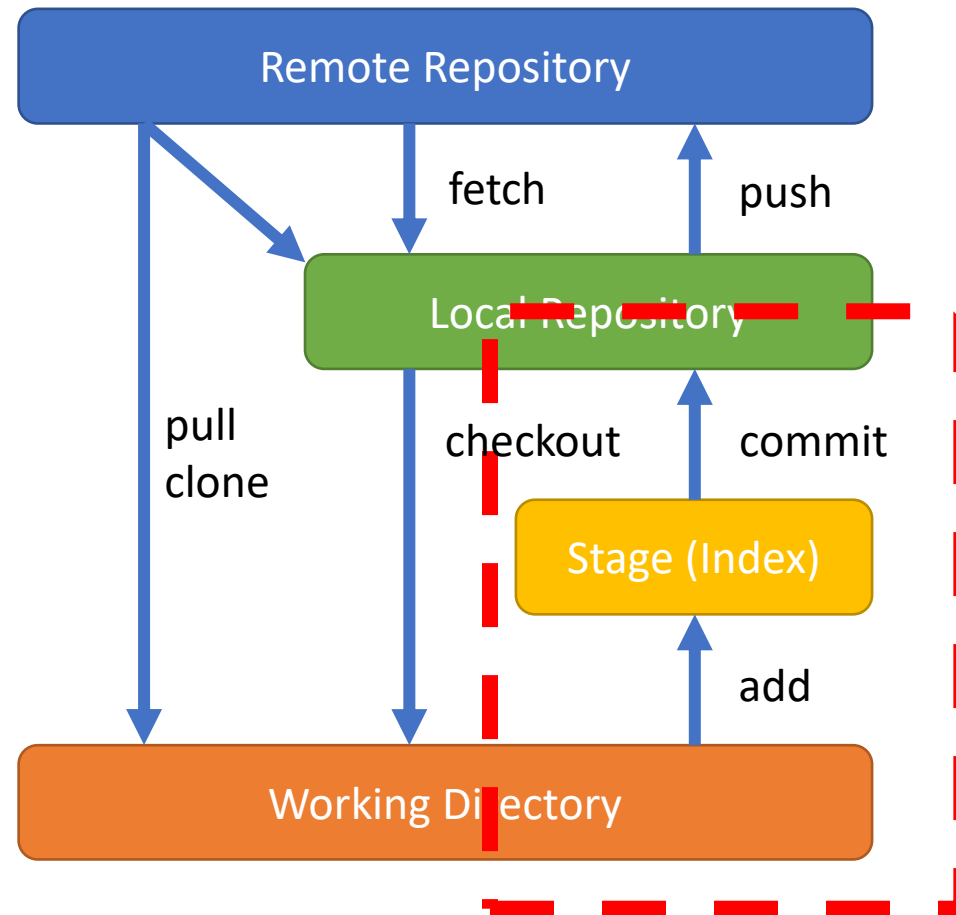 Remote Repository
fetch
push
Local Repository
pull
clone
checkout
commit
Stage (Index)
add
Working Directory